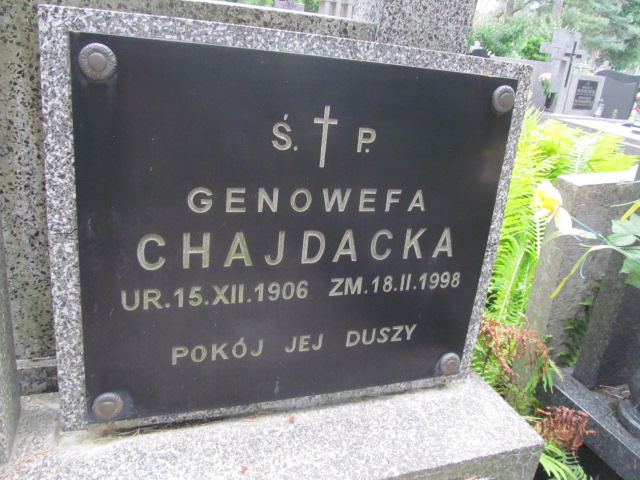 Ś. P.
GENOWEFA
CHAJDACKA
UR. 15.XII.1906 ZM. 18.II.1998
POKÓJ JEJ DUSZY